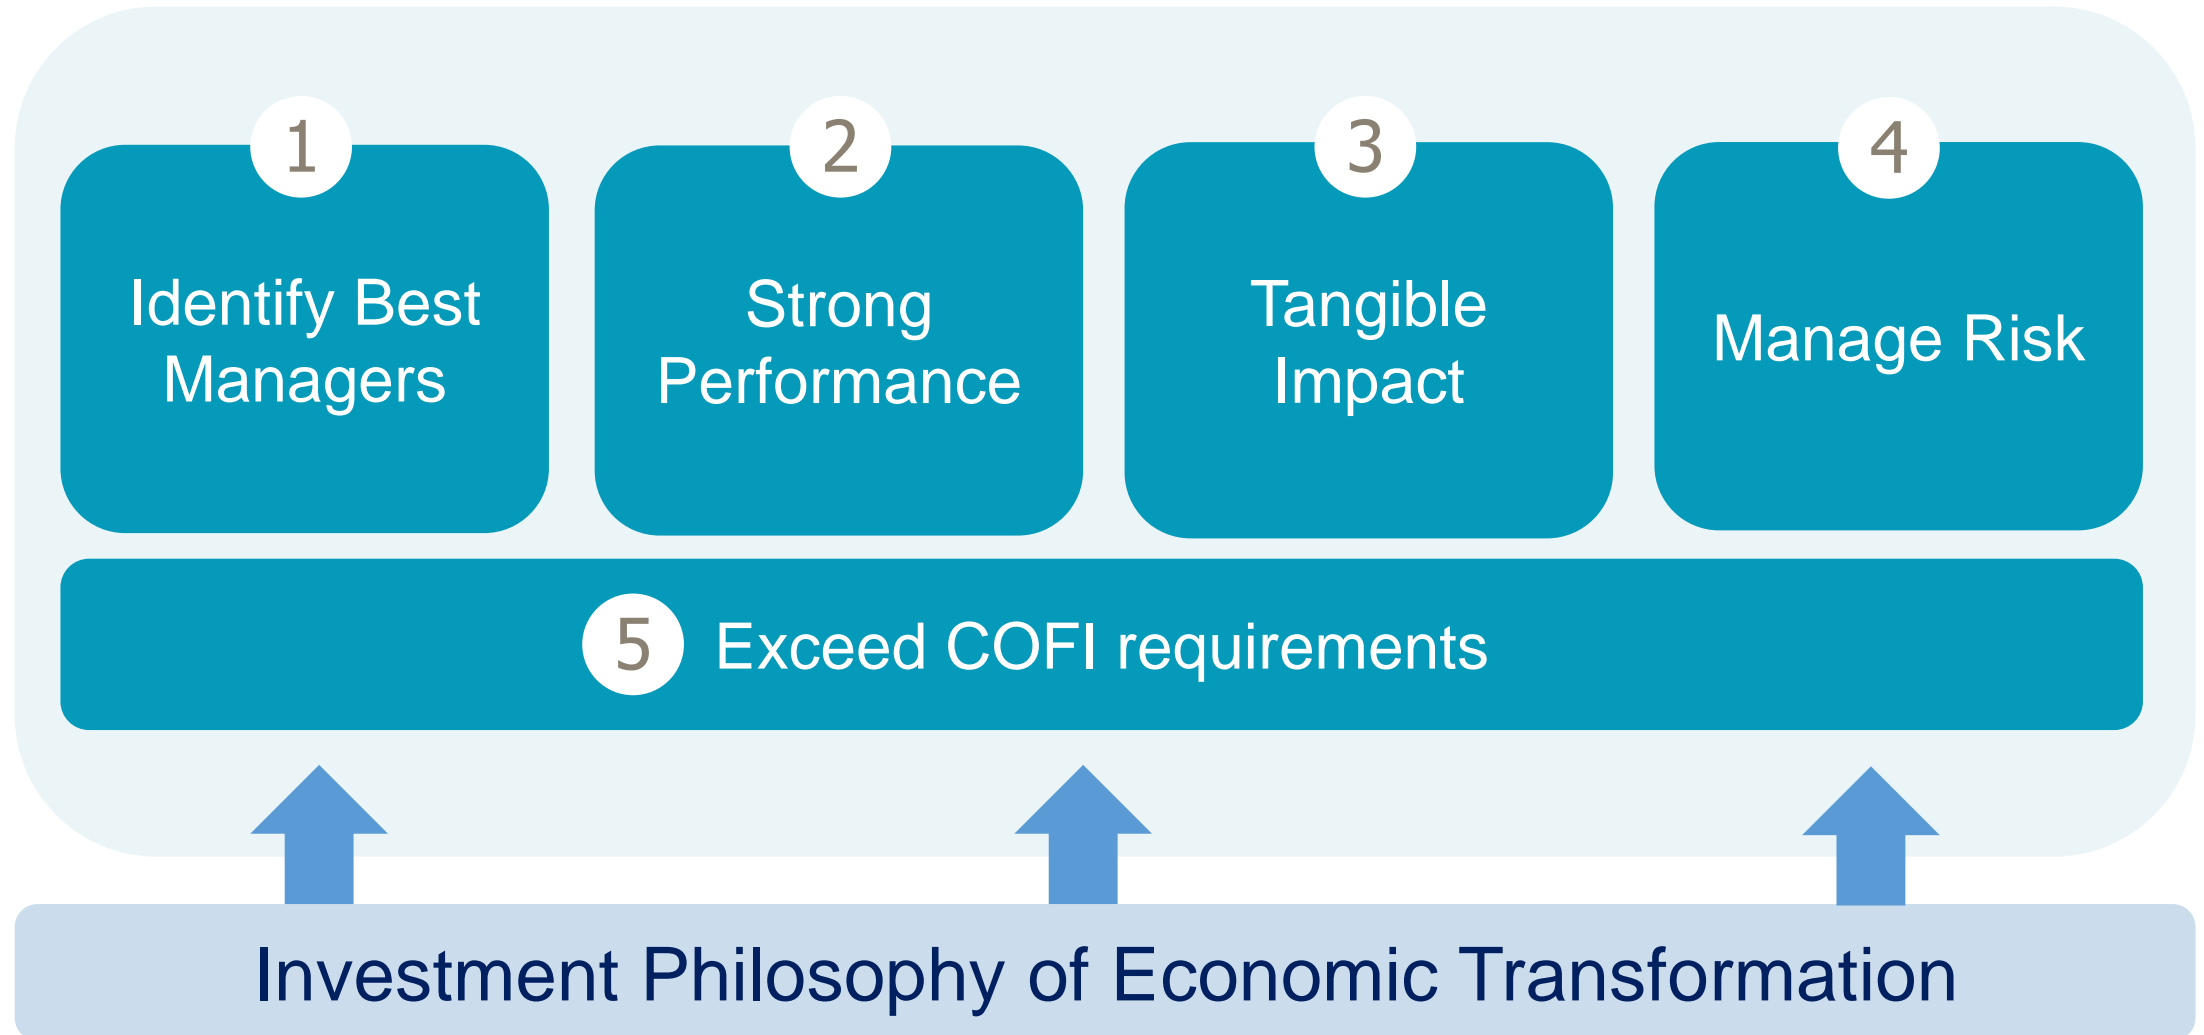 1
Identify Best
Managers
2
Strong
Performance
3
Tangible
Impact
4
Manage Risk
5 Exceed COFI requirements
Investment Philosophy of Economic Transformation